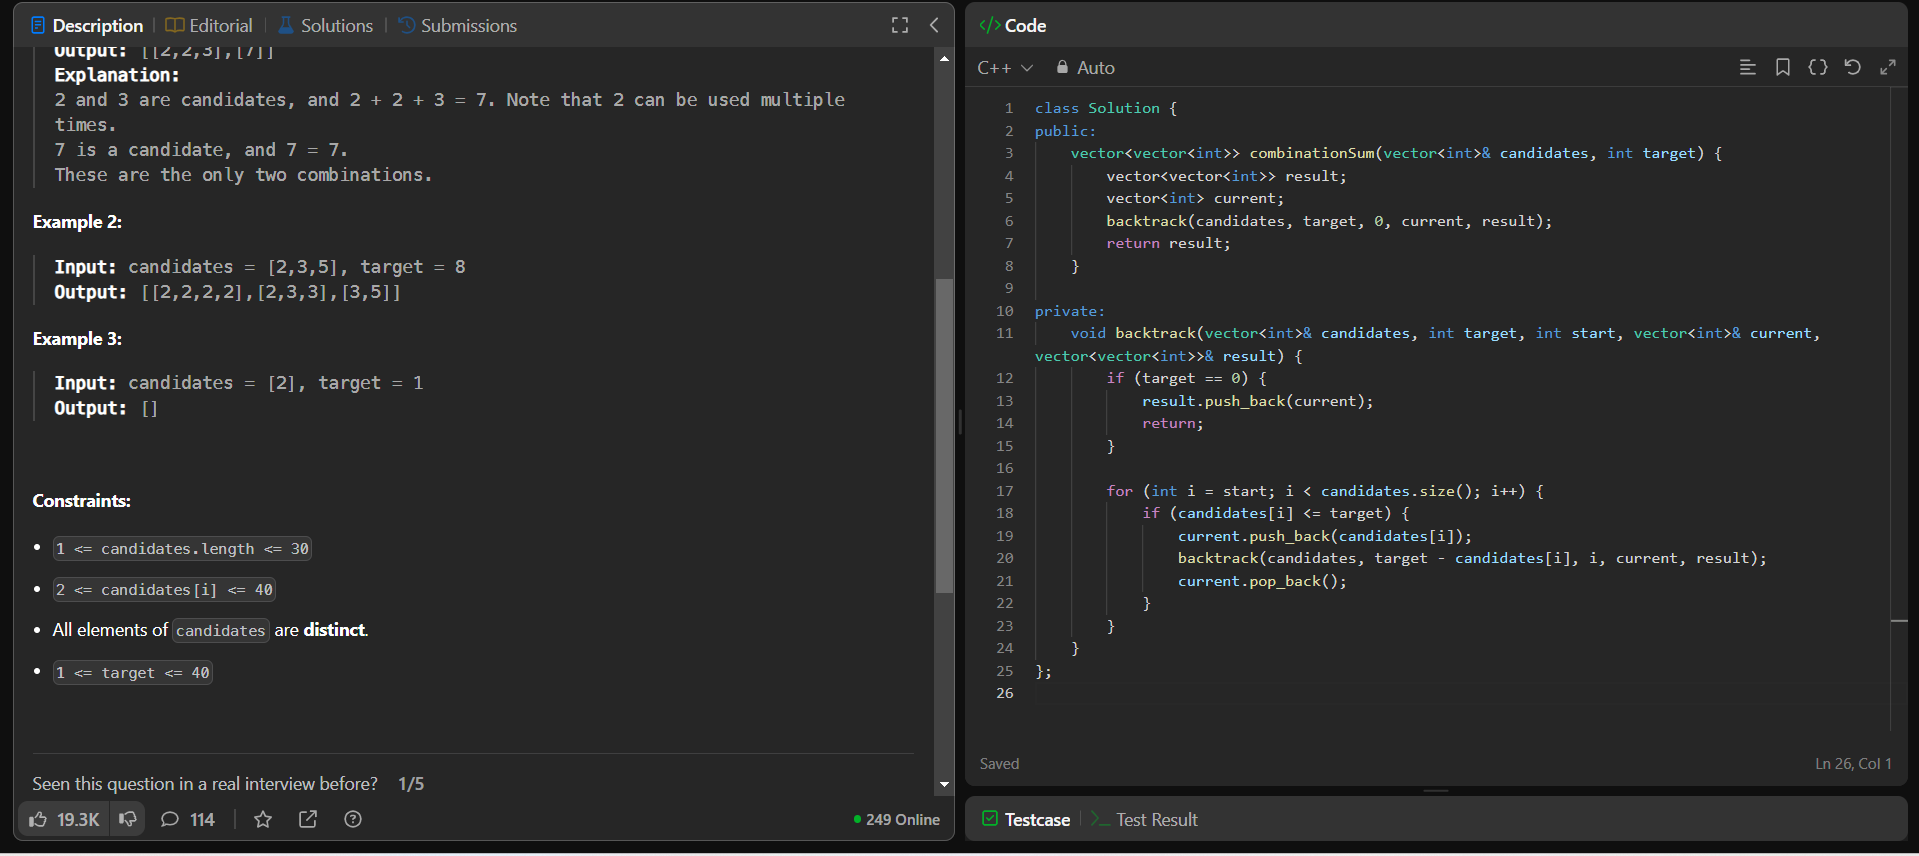 Description
Editorial
Solutions
Submissions
Output: [[2,2,3],[7]]
Explanation:
2 and 3 are candidates, and 2 + 2 + 3 = 7. Note that 2 can be used multiple
times.
7 is a candidate, and 7 = 7.
These are the only two combinations.
Example 2:
Input: candidates = [2,3,5], target = 8
Output: [[2,2,2,2],[2,3,3],[3,5]]
Example 3:
Input: candidates = [2], target = 1
Output: []
Constraints:
• 1 <= candidates.length <= 30
• 2 <= candidates[i] <= 40
• All elements of candidates are distinct.
• 1 <= target <= 40
Seen this question in a real interview before? 1/5
19.3K
114
249 Online
</> Code
C++
Auto
1 class Solution {
2 public:
3     vector<vector<int>> combinationSum(vector<int>& candidates, int target) {
4         vector<vector<int>> result;
5         vector<int> current;
6         backtrack(candidates, target, 0, current, result);
7         return result;
8     }
9
10 private:
11     void backtrack(vector<int>& candidates, int target, int start, vector<int>& current,
vector<vector<int>>& result) {
12         if (target == 0) {
13             result.push_back(current);
14             return;
15         }
16
17         for (int i = start; i < candidates.size(); i++) {
18             if (candidates[i] <= target) {
19                 current.push_back(candidates[i]);
20                 backtrack(candidates, target - candidates[i], i, current, result);
21                 current.pop_back();
22             }
23         }
24     }
25 };
26
Saved
Ln 26, Col 1
Testcase
Test Result